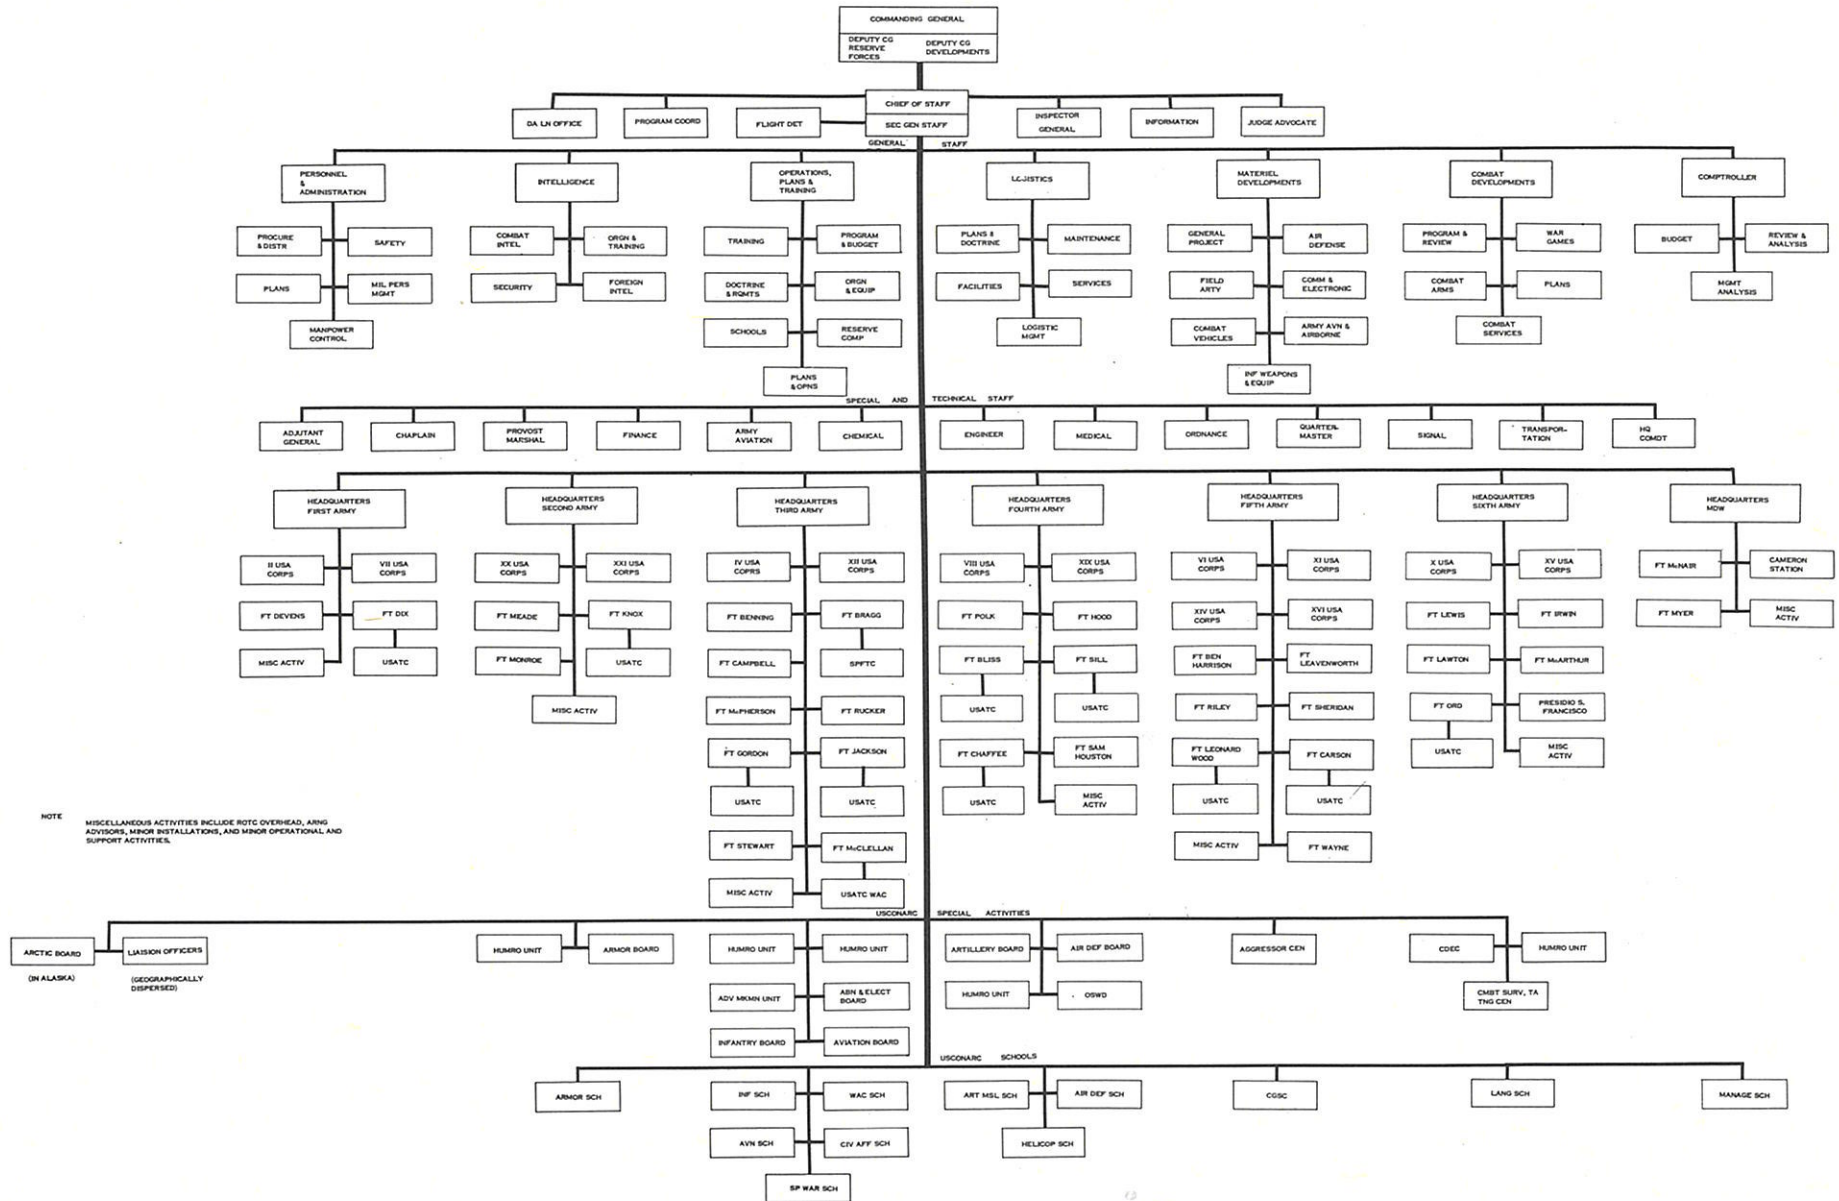 COMMANDING GENERAL
DEPUTY CG
RESERVE
FORCES
DEPUTY CG
DEVELOPMENTS
CHIEF OF STAFF
SEC GEN STAFF
DA LN OFFICE
PROGRAM COORD
FLIGHT DET
INSPECTOR
GENERAL
INFORMATION
JUDGE ADVOCATE
GENERAL STAFF
PERSONNEL
&
ADMINISTRATION
INTELLIGENCE
OPERATIONS,
PLANS &
TRAINING
LOGISTICS
MATERIEL
DEVELOPMENTS
COMBAT
DEVELOPMENTS
COMPTROLLER
PROCURE
& DISTR
SAFETY
COMBAT
INTEL
ORGN &
TRAINING
TRAINING
PROGRAM
& BUDGET
PLANS &
DOCTRINE
MAINTENANCE
GENERAL
PROJECT
AIR
DEFENSE
PROGRAM &
REVIEW
WAR
GAMES
BUDGET
REVIEW &
ANALYSIS
PLANS
MIL PERS
MGMT
SECURITY
FOREIGN
INTEL
DOCTRINE
& RQMTS
ORGN
& EQUIP
FACILITIES
SERVICES
FIELD
ARTY
COMM &
ELECTRONIC
COMBAT
ARMS
PLANS
MGMT
ANALYSIS
MANPOWER
CONTROL
SCHOOLS
RESERVE
COMP
LOGISTIC
MGMT
COMBAT
VEHICLES
ARMY AVN &
AIRBORNE
COMBAT
SERVICES
PLANS
& OPNS
INF WEAPONS
& EQUIP
SPECIAL AND TECHNICAL STAFF
ADJUTANT
GENERAL
CHAPLAIN
PROVOST
MARSHAL
FINANCE
ARMY
AVIATION
CHEMICAL
ENGINEER
MEDICAL
ORDNANCE
QUARTER-
MASTER
SIGNAL
TRANSPOR-
TATION
HQ
COMDT
HEADQUARTERS
FIRST ARMY
HEADQUARTERS
SECOND ARMY
HEADQUARTERS
THIRD ARMY
HEADQUARTERS
FOURTH ARMY
HEADQUARTERS
FIFTH ARMY
HEADQUARTERS
SIXTH ARMY
HEADQUARTERS
MDW
II USA
CORPS
VII USA
CORPS
XX USA
CORPS
XXI USA
CORPS
IV USA
COPRS
XII USA
CORPS
VIII USA
CORPS
XIX USA
CORPS
VI USA
CORPS
XI USA
CORPS
X USA
CORPS
XV USA
CORPS
FT McNAIR
CAMERON
STATION
FT DEVENS
FT DIX
FT MEADE
FT KNOX
FT BENNING
FT BRAGG
FT POLK
FT HOOD
XIV USA
CORPS
XVI USA
CORPS
FT LEWIS
FT IRWIN
FT MYER
MISC
ACTIV
MISC ACTIV
USATC
FT MONROE
USATC
FT CAMPBELL
SPFTC
FT BLISS
FT SILL
FT BEN
HARRISON
FT
LEAVENWORTH
FT LAWTON
FT McARTHUR
MISC ACTIV
FT McPHERSON
FT RUCKER
USATC
USATC
FT RILEY
FT SHERIDAN
FT ORD
PRESIDIO S.
FRANCISCO
FT GORDON
FT JACKSON
FT CHAFFEE
FT SAM
HOUSTON
FT LEONARD
WOOD
FT CARSON
USATC
MISC
ACTIV
USATC
USATC
USATC
MISC
ACTIV
USATC
USATC
NOTE
MISCELLANEOUS ACTIVITIES INCLUDE ROTC OVERHEAD, ARNG
ADVISORS, MINOR INSTALLATIONS, AND MINOR OPERATIONAL AND
SUPPORT ACTIVITIES.
FT STEWART
FT McCLELLAN
MISC ACTIV
FT WAYNE
MISC ACTIV
USATC WAC
USCONARC SPECIAL ACTIVITIES
ARCTIC BOARD
LIAISION OFFICERS
(IN ALASKA)
(GEOGRAPHICALLY
DISPERSED)
HUMRO UNIT
ARMOR BOARD
HUMRO UNIT
HUMRO UNIT
ARTILLERY BOARD
AIR DEF BOARD
AGGRESSOR CEN
CDEC
HUMRO UNIT
ADV MKMN UNIT
ABN & ELECT
BOARD
HUMRO UNIT
OSWD
CMBT SURV, TA
TNG CEN
INFANTRY BOARD
AVIATION BOARD
USCONARC SCHOOLS
ARMOR SCH
INF SCH
WAC SCH
ART MSL SCH
AIR DEF SCH
CGSC
LANG SCH
MANAGE SCH
AVN SCH
CIV AFF SCH
HELICOP SCH
SP WAR SCH